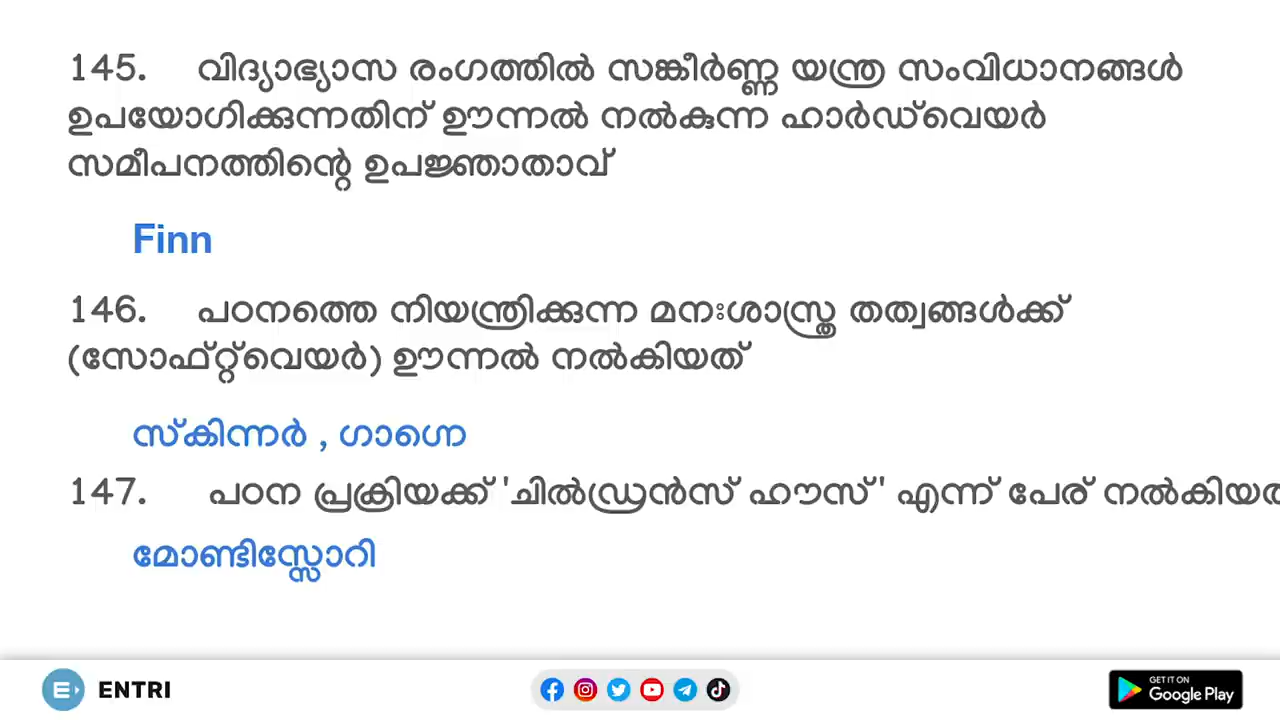 145. വിദ്യാഭ്യാസ രംഗത്തിൽ സങ്കീർണ്ണ യന്ത്ര സംവിധാനങ്ങൾ
ഉപയോഗിക്കുന്നതിന് ഊന്നൽ നൽകുന്ന ഹാർഡ്‌വെയർ
സമീപനത്തിന്റെ ഉപജ്ഞാതാവ്
Finn
146. പഠനത്തെ നിയന്ത്രിക്കുന്ന മനഃശാസ്ത്ര തത്വങ്ങൾക്ക്
(സോഫ്റ്റ്‌വെയർ) ഊന്നൽ നൽകിയത്
സ്കിന്നർ , ഗാഗ്നെ
147. പഠന പ്രക്രിയക്ക് 'ചിൽഡ്രൻസ് ഹൗസ്' എന്ന് പേര്
മോണ്ടിസ്സോറി
ENTRI
GET IT ON
Google Play